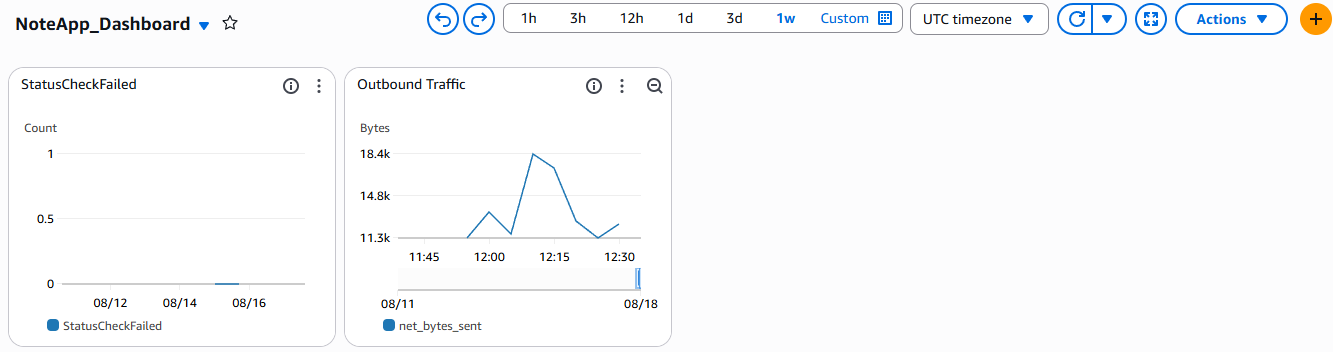 NoteApp_Dashboard
1h 3h 12h 1d 3d 1w Custom
UTC timezone
Actions
StatusCheckFailed
Count
1
0.5
0
08/12 08/14 08/16
StatusCheckFailed
Outbound Traffic
Bytes
18.4k
14.8k
11.3k
11:45 12:00 12:15 12:30
08/11 08/18
net_bytes_sent